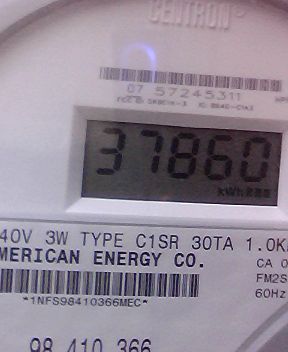 CENTRON®
07 57245311
37860
kWh
40V 3W TYPE C1SR 30TA 1.0K
MERICAN ENERGY CO.
CA 0
FM2S
60Hz
*1NFS98410366MEC*
98 410 366